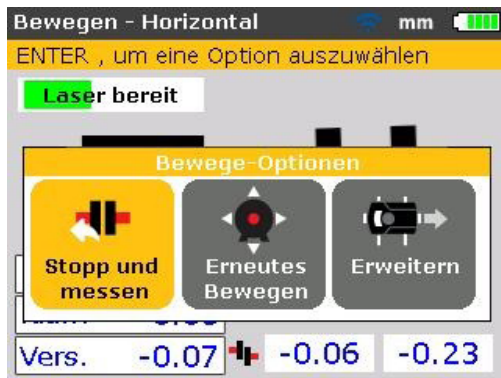 Bewegen - Horizontal mm
ENTER , um eine Option auszuwählen
Laser bereit
Bewege-Optionen
Stopp und
messen
Erneutes
Bewegen
Erweitern
Vers. -0.07 -0.06 -0.23